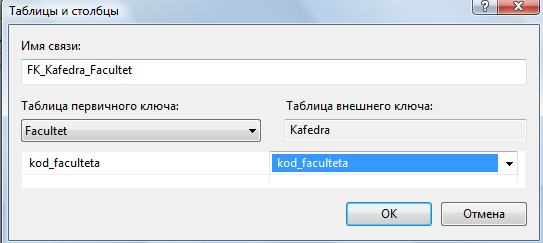 Таблицы и столбцы
Имя связи:
FK_Kafedra_Facultet
Таблица первичного ключа: Таблица внешнего ключа:
Facultet Kafedra
kod_faculteta kod_faculteta
OK Отмена